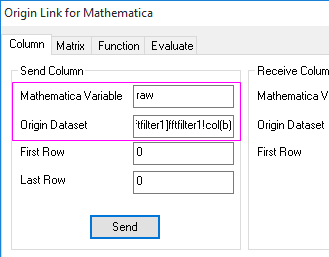 Origin Link for Mathematica
Column Matrix Function Evaluate
Send Column Receive Colum
Mathematica Variable raw Mathematica V
Origin Dataset tfilter1]fftfilter1!col(b) Origin Dataset
First Row 0 First Row
Last Row 0
Send